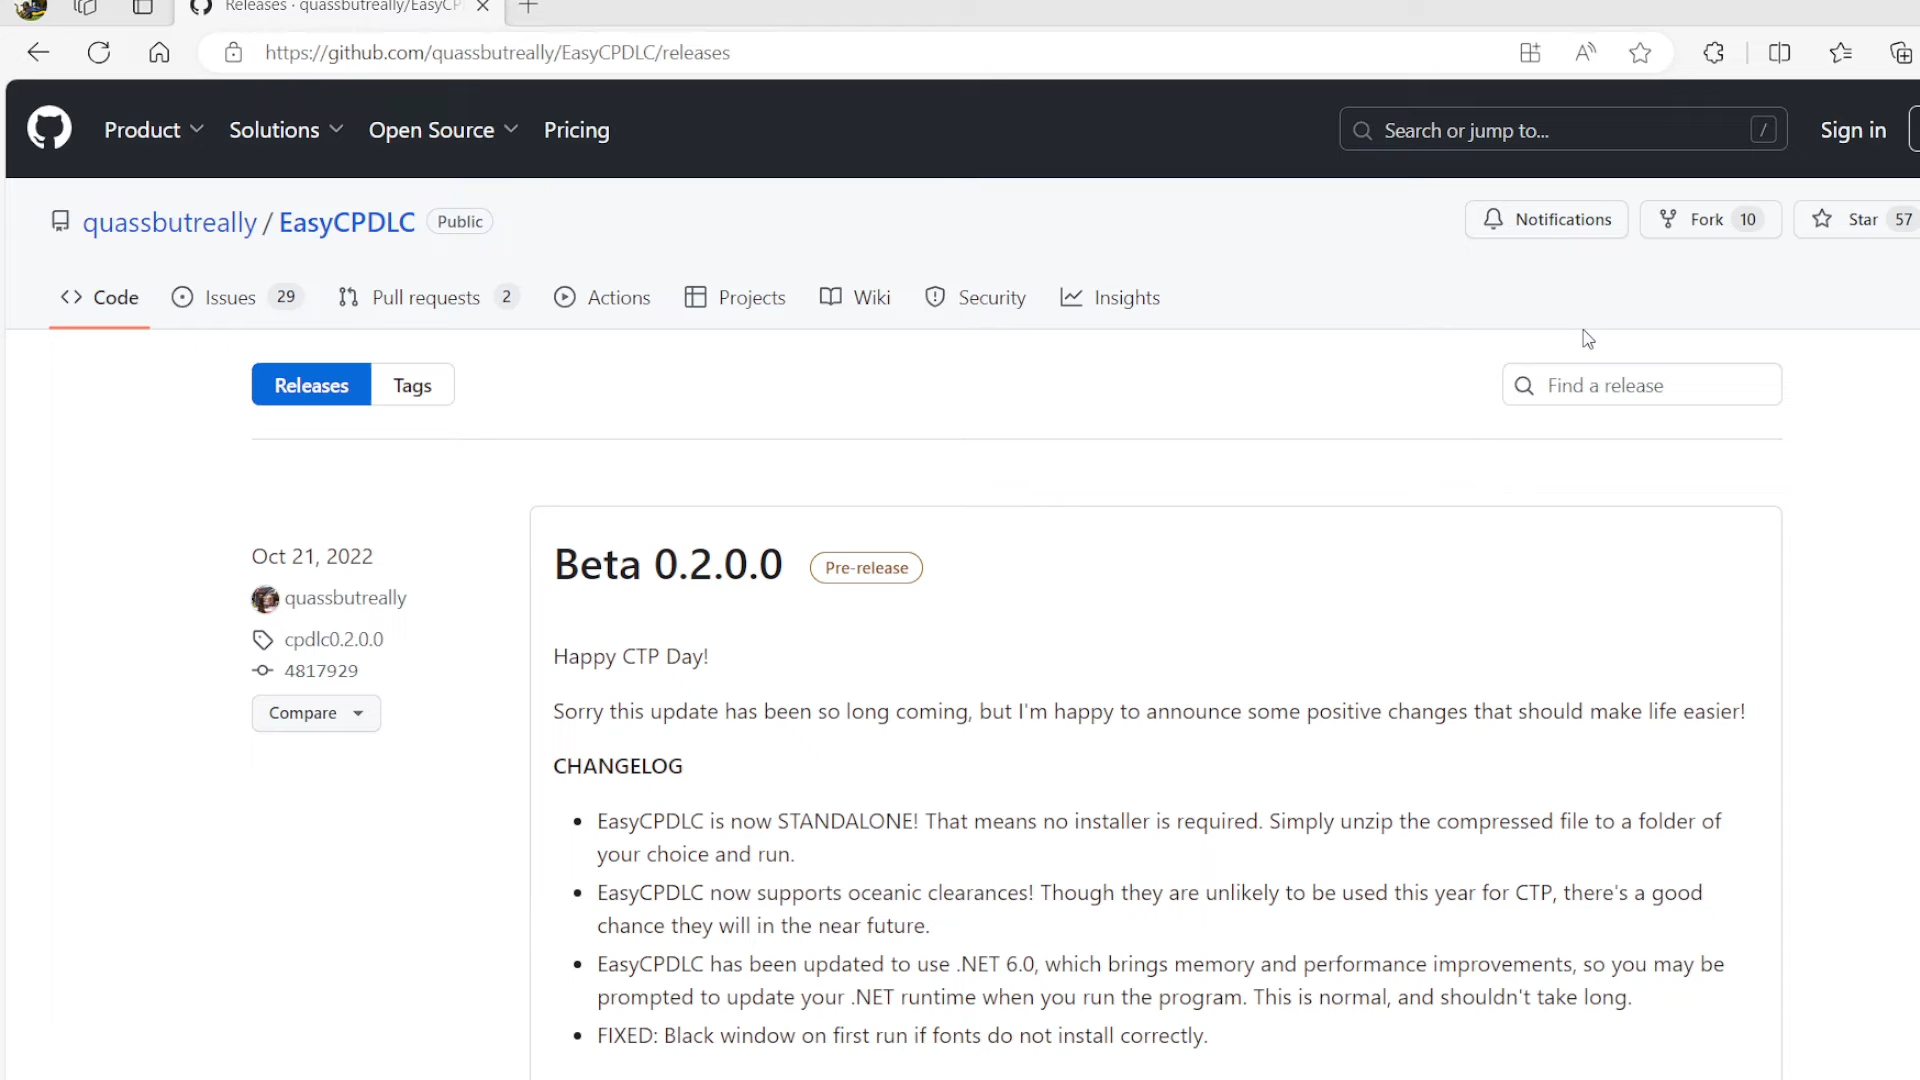 Releases · quassbutreally/EasyCP
https://github.com/quassbutreally/EasyCPDLC/releases
Product Solutions Open Source Pricing Search or jump to... / Sign in
quassbutreally / EasyCPDLC Public Notifications Fork 10 Star 57
Code Issues 29 Pull requests 2 Actions Projects Wiki Security Insights
Releases Tags Find a release
Oct 21, 2022
quassbutreally
cpdlc0.2.0.0
4817929
Compare
Beta 0.2.0.0 Pre-release
Happy CTP Day!
Sorry this update has been so long coming, but I'm happy to announce some positive changes that should make life easier!
CHANGELOG
• EasyCPDLC is now STANDALONE! That means no installer is required. Simply unzip the compressed file to a folder of
your choice and run.
• EasyCPDLC now supports oceanic clearances! Though they are unlikely to be used this year for CTP, there's a good
chance they will in the near future.
• EasyCPDLC has been updated to use .NET 6.0, which brings memory and performance improvements, so you may be
prompted to update your .NET runtime when you run the program. This is normal, and shouldn't take long.
• FIXED: Black window on first run if fonts do not install correctly.